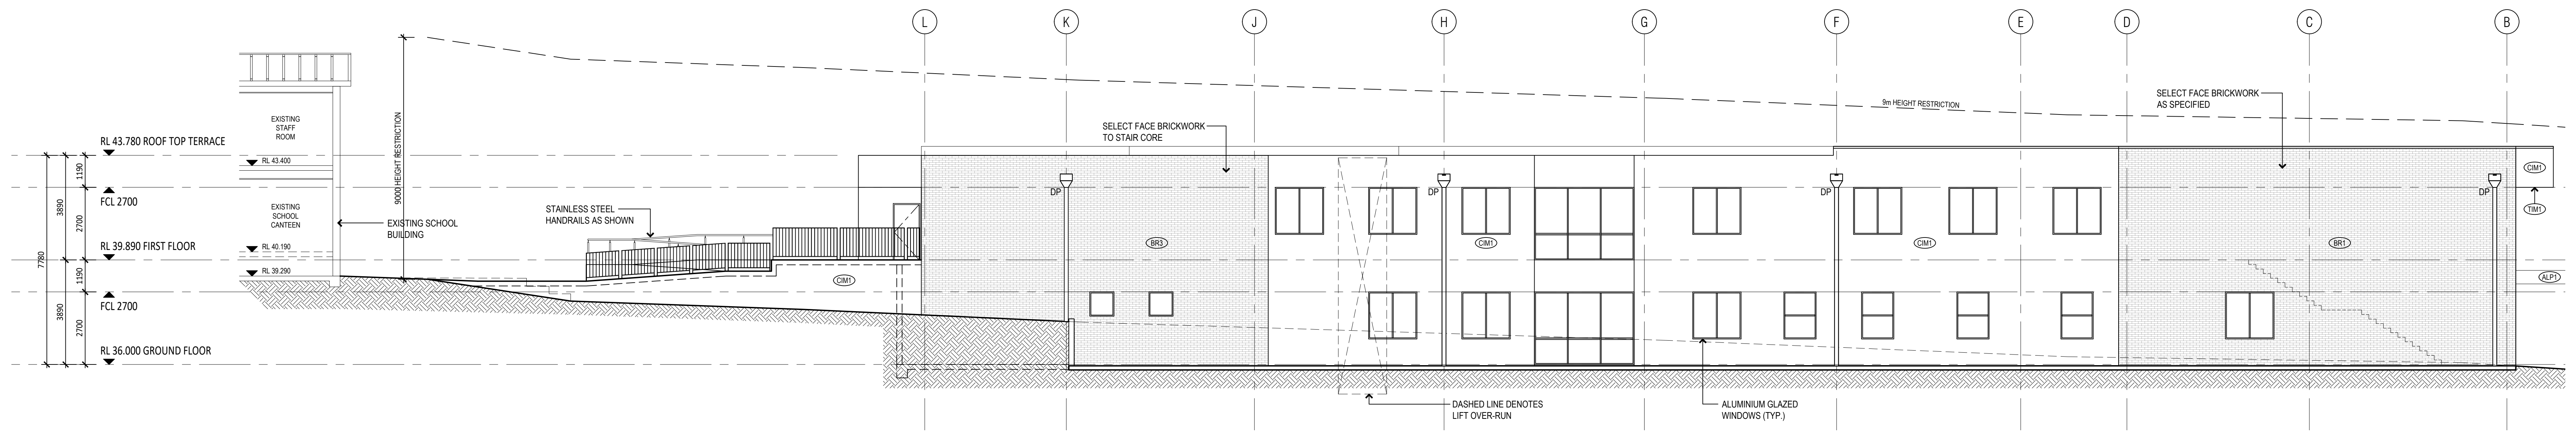 L
K
J
H
G
F
E
D
C
B
EXISTING
STAFF
ROOM
RL 43.780 ROOF TOP TERRACE
RL 43.400
1190
3890
7780
FCL 2700
2700
EXISTING
SCHOOL
CANTEEN
EXISTING SCHOOL
BUILDING
RL 40.190
RL 39.890 FIRST FLOOR
RL 39.290
1190
FCL 2700
3890
2700
RL 36.000 GROUND FLOOR
9000 HEIGHT RESTRICTION
STAINLESS STEEL
HANDRAILS AS SHOWN
CIM1
SELECT FACE BRICKWORK
TO STAIR CORE
DP
BR3
DP
CIM1
DASHED LINE DENOTES
LIFT OVER-RUN
ALUMINIUM GLAZED
WINDOWS (TYP.)
9m HEIGHT RESTRICTION
DP
CIM1
SELECT FACE BRICKWORK
AS SPECIFIED
BR1
DP
CIM1
TIM1
ALP1